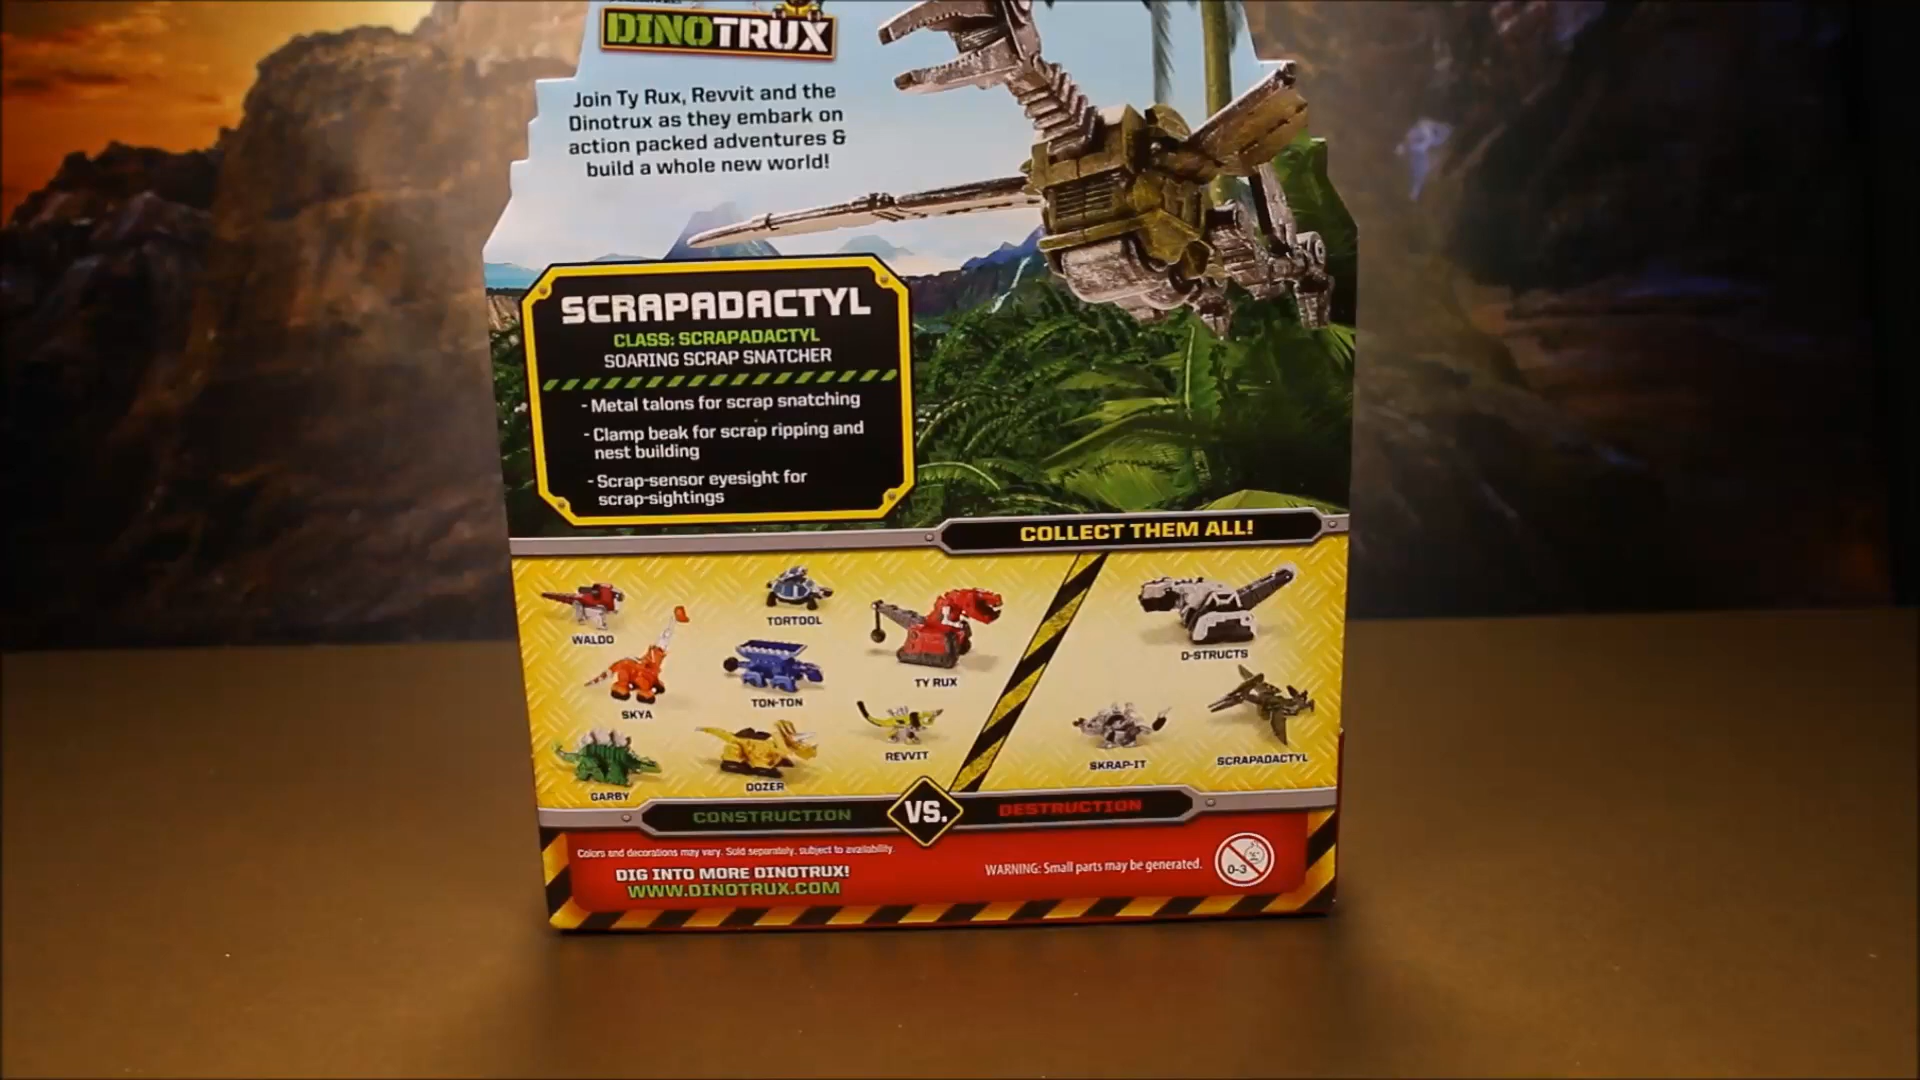 DINOTRUX
Join Ty Rux, Revvit and the
Dinotrux as they embark on
action packed adventures &
build a whole new world!
SCRAPADACTYL
CLASS: SCRAPADACTYL
SOARING SCRAP SNATCHER
- Metal talons for scrap snatching
- Clamp beak for scrap ripping and
nest building
- Scrap-sensor eyesight for
scrap-sightings
COLLECT THEM ALL!
WALDO
TORTOOL
TY RUX
D-STRUCTS
SKYA
TON-TON
REVVIT
SKRAP-IT
SCRAPADACTYL
GARBY
DOZER
CONSTRUCTION
VS.
DESTRUCTION
Colors and decorations may vary. Sold separately, subject to availability.
DIG INTO MORE DINOTRUX!
WWW.DINOTRUX.COM
WARNING: Small parts may be generated.
0-3